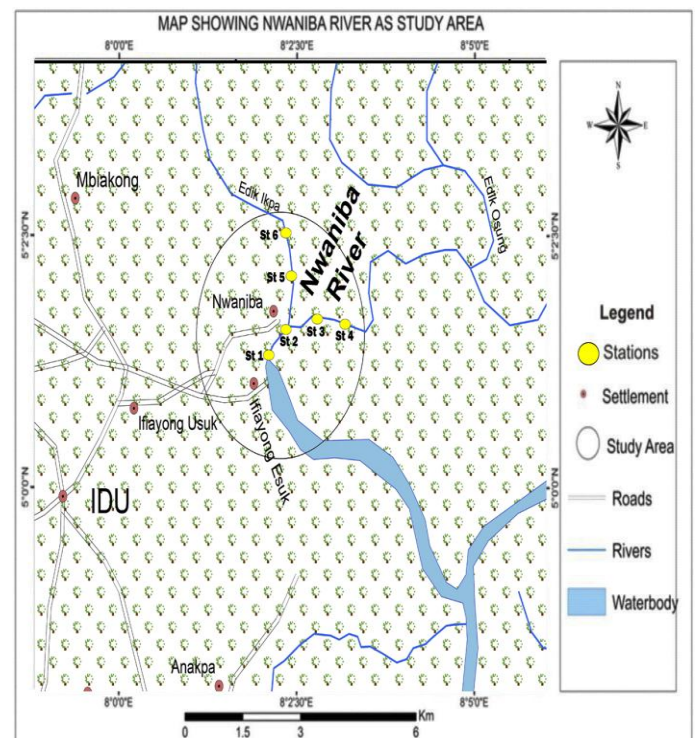 MAP SHOWING NWANIBA RIVER AS STUDY AREA
8°0'0"E
8°2'30"E
8°5'0"E
N
W
E
S
Mbiakong
Edik Ikpa
Edik Osung
5°2'30"N
5°2'30"N
St 6
Nwaniba
River
St 5
Nwaniba
St 3
St 2
St 4
St 1
Legend
Stations
Settlement
Study Area
Roads
Rivers
Waterbody
Ifiayong Usuk
Ifiayong Esuk
IDU
5°0'0"N
5°0'0"N
Anakpa
8°0'0"E
8°2'30"E
8°5'0"E
Km
0
1.5
3
6